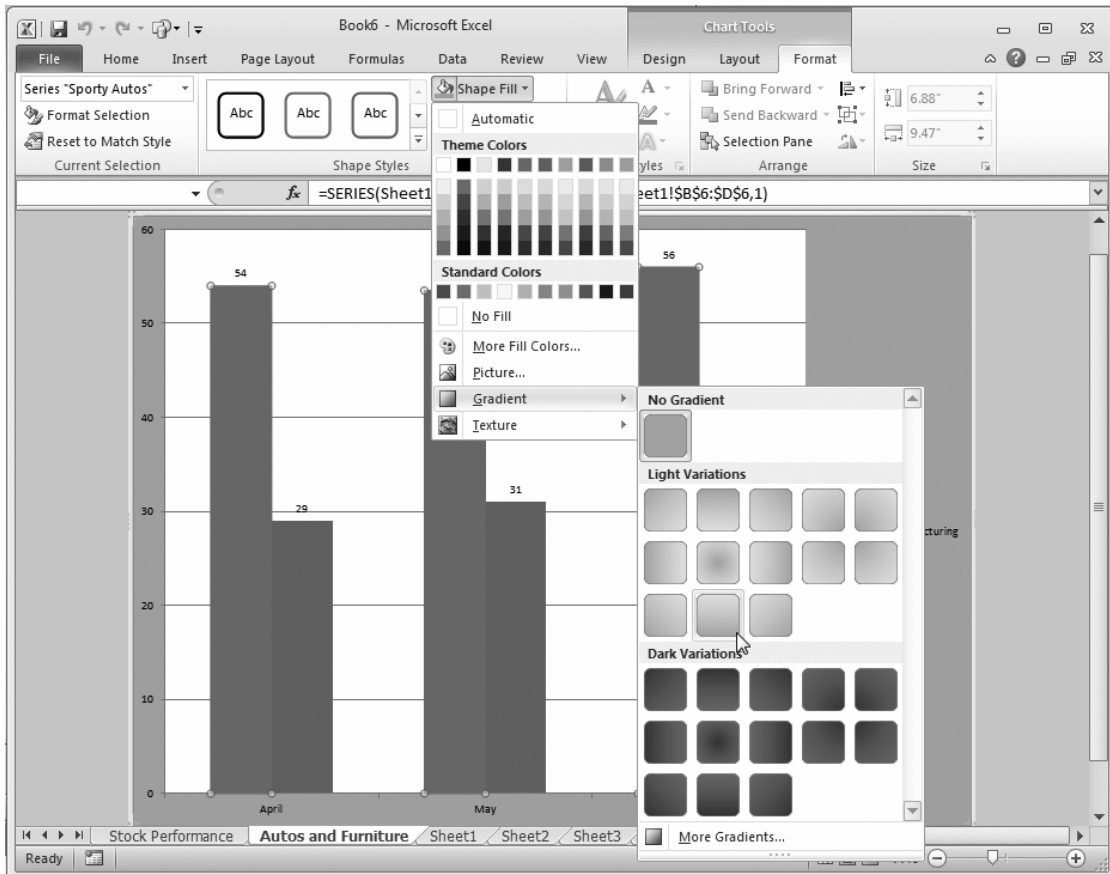 Book6 - Microsoft Excel
Chart Tools
File Home Insert Page Layout Formulas Data Review View Design Layout Format
Series "Sporty Autos"
Format Selection
Reset to Match Style
Current Selection
Abc Abc Abc
Shape Styles
Shape Fill
A
A
A
yles
Bring Forward
Send Backward
Selection Pane
Arrange
6.88"
9.47"
Size
fx =SERIES(Sheet1 eet1!$B$6:$D$6,1)
Automatic
Theme Colors
Standard Colors
No Fill
More Fill Colors...
Picture...
Gradient
Texture
No Gradient
Light Variations
Dark Variations
More Gradients...
60
50
40
30
20
10
0
54
29
31
56
cturing
April May
Stock Performance Autos and Furniture Sheet1 Sheet2 Sheet3
Ready